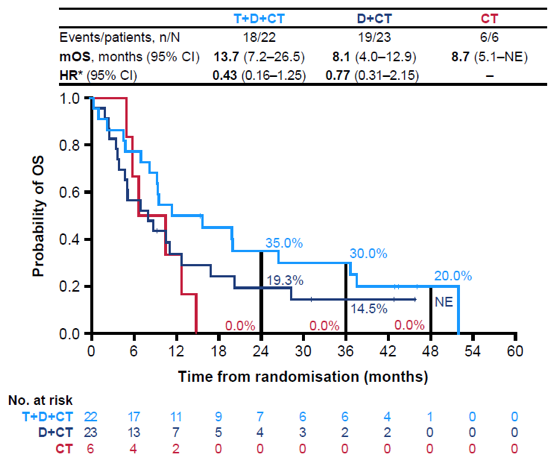 T+D+CT D+CT CT
Events/patients, n/N 18/22 19/23 6/6
mOS, months (95% CI) 13.7 (7.2–26.5) 8.1 (4.0–12.9) 8.7 (5.1–NE)
HR* (95% CI) 0.43 (0.16–1.25) 0.77 (0.31–2.15) –
Probability of OS
1.0
0.8
0.6
0.4
0.2
0.0
35.0%
30.0%
20.0%
19.3%
14.5%
NE
0.0% 0.0% 0.0%
0 6 12 18 24 30 36 42 48 54 60
Time from randomisation (months)
No. at risk
T+D+CT 22 17 11 9 7 6 6 4 1 0 0
D+CT 23 13 7 5 4 3 2 2 0 0 0
CT 6 4 2 0 0 0 0 0 0 0 0